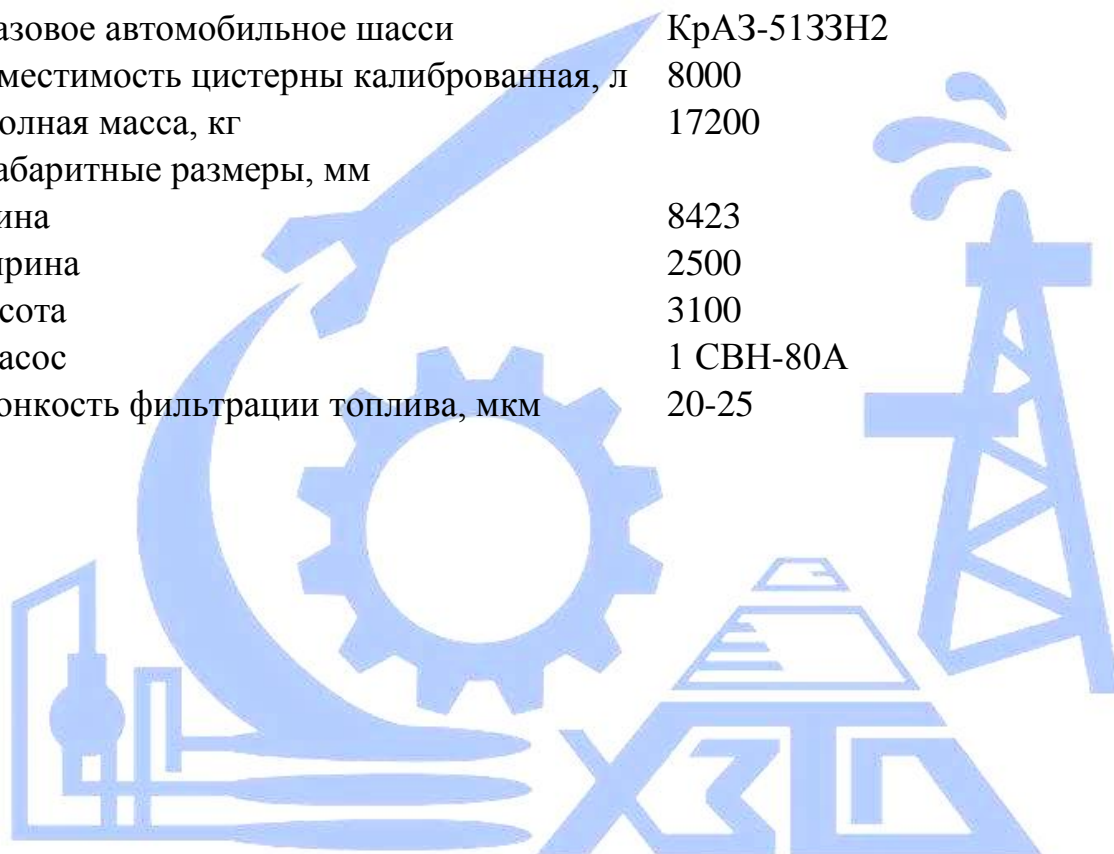 азовое автомобильное шасси КрАЗ-5133Н2
местимость цистерны калиброванная, л 8000
олная масса, кг 17200
абаритные размеры, мм
ина 8423
ирина 2500
сота 3100
асос 1 СВН-80А
онкость фильтрации топлива, мкм 20-25
ХЗТО